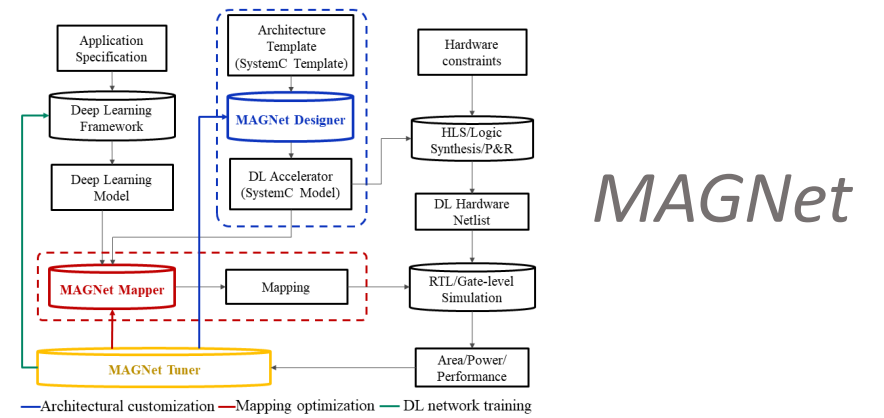 Application
Specification
Architecture
Template
(SystemC Template)
Hardware
constraints
Deep Learning
Framework
MAGNet Designer
HLS/Logic
Synthesis/P&R
Deep Learning
Model
DL Accelerator
(SystemC Model)
DL Hardware
Netlist
MAGNet
MAGNet Mapper
Mapping
RTL/Gate-level
Simulation
MAGNet Tuner
Area/Power/
Performance
Architectural customization
Mapping optimization
DL network training